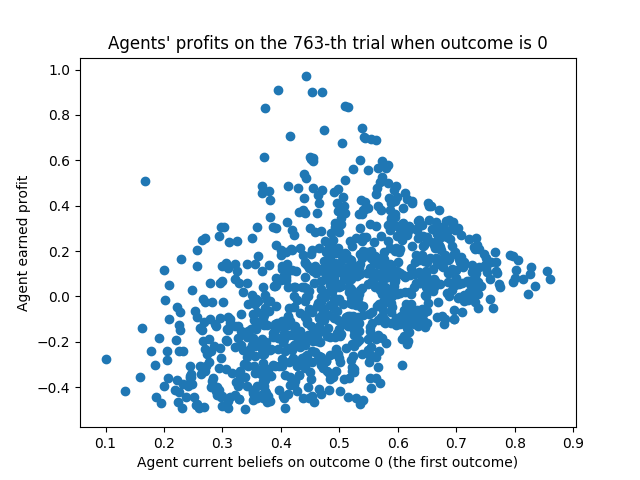 Agents' profits on the 763-th trial when outcome is 0
1.0
0.8
0.6
0.4
0.2
0.0
−0.2
−0.4
Agent earned profit
0.1 0.2 0.3 0.4 0.5 0.6 0.7 0.8 0.9
Agent current beliefs on outcome 0 (the first outcome)